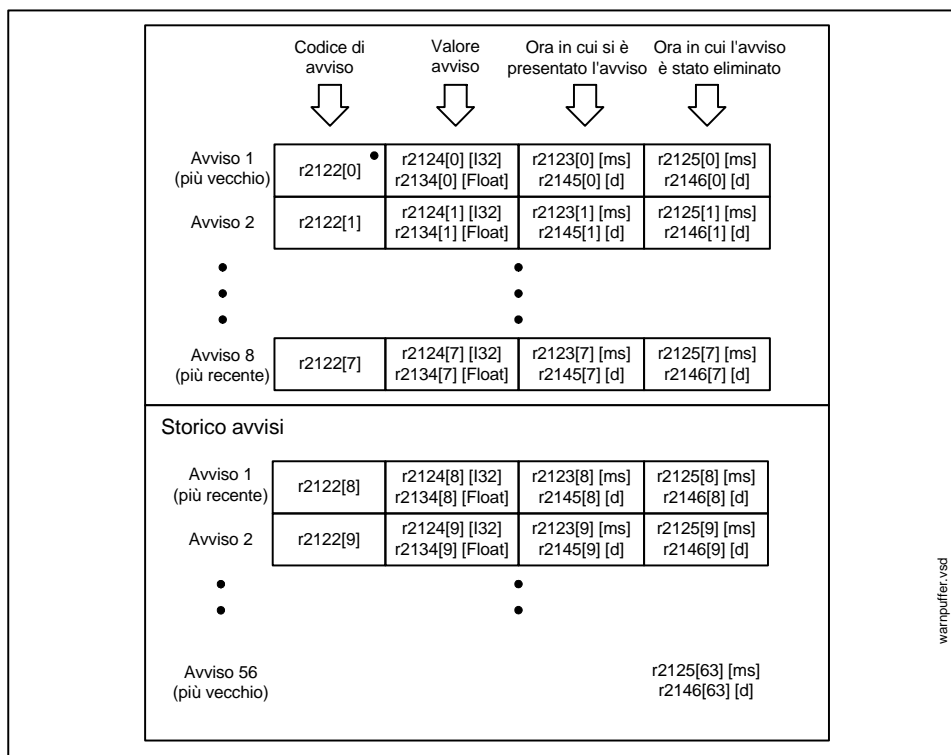 Codice di
avviso
Valore
avviso
Ora in cui si è
presentato l'avviso
Ora in cui l'avviso
è stato eliminato
Avviso 1
(più vecchio)
r2122[0]
r2124[0] [I32]
r2134[0] [Float]
r2123[0] [ms]
r2145[0] [d]
r2125[0] [ms]
r2146[0] [d]
Avviso 2
r2122[1]
r2124[1] [I32]
r2134[1] [Float]
r2123[1] [ms]
r2145[1] [d]
r2125[1] [ms]
r2146[1] [d]
Avviso 8
(più recente)
r2122[7]
r2124[7] [I32]
r2134[7] [Float]
r2123[7] [ms]
r2145[7] [d]
r2125[7] [ms]
r2146[7] [d]
Storico avvisi
Avviso 1
(più recente)
r2122[8]
r2124[8] [I32]
r2134[8] [Float]
r2123[8] [ms]
r2145[8] [d]
r2125[8] [ms]
r2146[8] [d]
Avviso 2
r2122[9]
r2124[9] [I32]
r2134[9] [Float]
r2123[9] [ms]
r2145[9] [d]
r2125[9] [ms]
r2146[9] [d]
Avviso 56
(più vecchio)
r2125[63] [ms]
r2146[63] [d]
warnpuffer.vsd